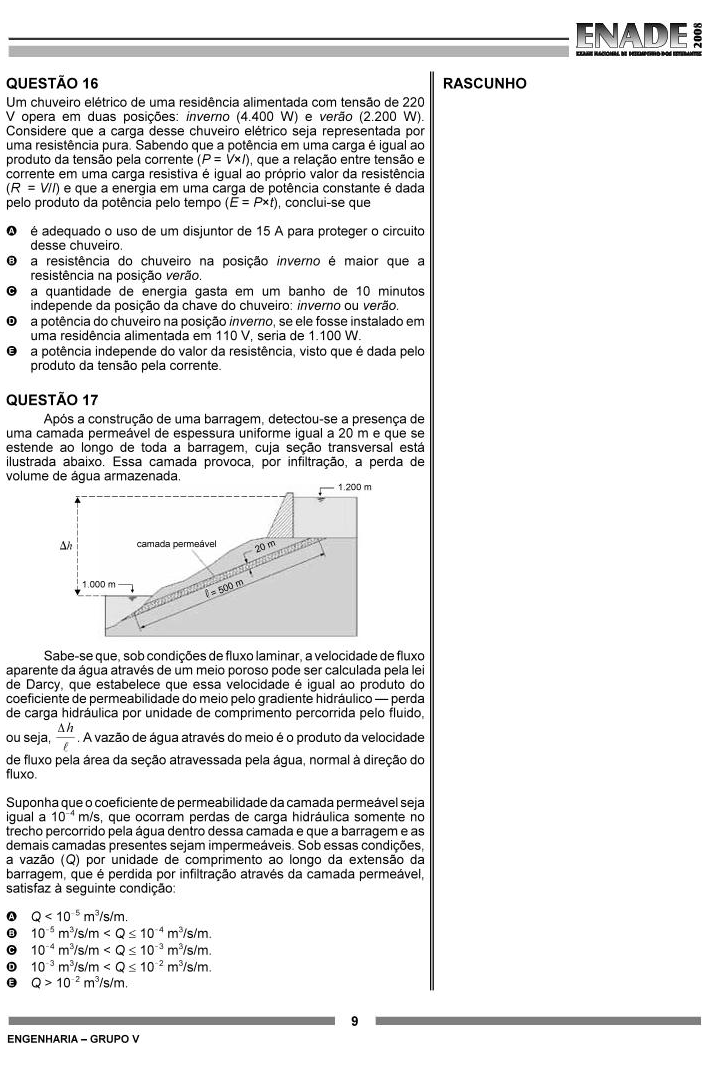 ENADE
2008
EXAME NACIONAL DE DESEMPENHO DOS ESTUDANTES
QUESTÃO 16
Um chuveiro elétrico de uma residência alimentada com tensão de 220
V opera em duas posições: inverno (4.400 W) e verão (2.200 W).
Considere que a carga desse chuveiro elétrico seja representada por
uma resistência pura. Sabendo que a potência em uma carga é igual ao
produto da tensão pela corrente (P = V×I), que a relação entre tensão e
corrente em uma carga resistiva é igual ao próprio valor da resistência
(R = V/I) e que a energia em uma carga de potência constante é dada
pelo produto da potência pelo tempo (E = P×t), conclui-se que
A é adequado o uso de um disjuntor de 15 A para proteger o circuito
desse chuveiro.
B a resistência do chuveiro na posição inverno é maior que a
resistência na posição verão.
C a quantidade de energia gasta em um banho de 10 minutos
independe da posição da chave do chuveiro: inverno ou verão.
D a potência do chuveiro na posição inverno, se ele fosse instalado em
uma residência alimentada em 110 V, seria de 1.100 W.
E a potência independe do valor da resistência, visto que é dada pelo
produto da tensão pela corrente.
QUESTÃO 17
Após a construção de uma barragem, detectou-se a presença de
uma camada permeável de espessura uniforme igual a 20 m e que se
estende ao longo de toda a barragem, cuja seção transversal está
ilustrada abaixo. Essa camada provoca, por infiltração, a perda de
volume de água armazenada.
1.200 m
Δh
camada permeável
20 m
1.000 m
ℓ = 500 m
Sabe-se que, sob condições de fluxo laminar, a velocidade de fluxo
aparente da água através de um meio poroso pode ser calculada pela lei
de Darcy, que estabelece que essa velocidade é igual ao produto do
coeficiente de permeabilidade do meio pelo gradiente hidráulico — perda
de carga hidráulica por unidade de comprimento percorrida pelo fluido,
ou seja, Δh/ℓ. A vazão de água através do meio é o produto da velocidade
de fluxo pela área da seção atravessada pela água, normal à direção do
fluxo.
Suponha que o coeficiente de permeabilidade da camada permeável seja
igual a 10⁻⁴ m/s, que ocorram perdas de carga hidráulica somente no
trecho percorrido pela água dentro dessa camada e que a barragem e as
demais camadas presentes sejam impermeáveis. Sob essas condições,
a vazão (Q) por unidade de comprimento ao longo da extensão da
barragem, que é perdida por infiltração através da camada permeável,
satisfaz à seguinte condição:
A Q < 10⁻⁵ m³/s/m.
B 10⁻⁵ m³/s/m < Q ≤ 10⁻⁴ m³/s/m.
C 10⁻⁴ m³/s/m < Q ≤ 10⁻³ m³/s/m.
D 10⁻³ m³/s/m < Q ≤ 10⁻² m³/s/m.
E Q > 10⁻² m³/s/m.
RASCUNHO
9
ENGENHARIA – GRUPO V